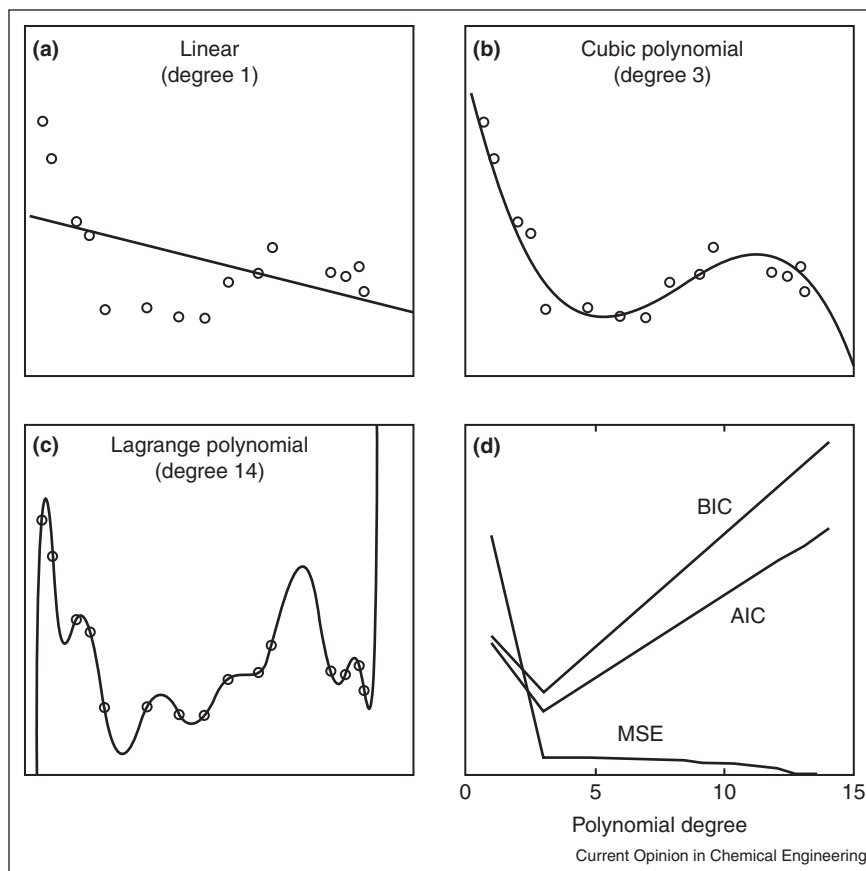 (a)
Linear
(degree 1)
(b)
Cubic polynomial
(degree 3)
(c)
Lagrange polynomial
(degree 14)
(d)
BIC
AIC
MSE
0 5 10 15
Polynomial degree
Current Opinion in Chemical Engineering